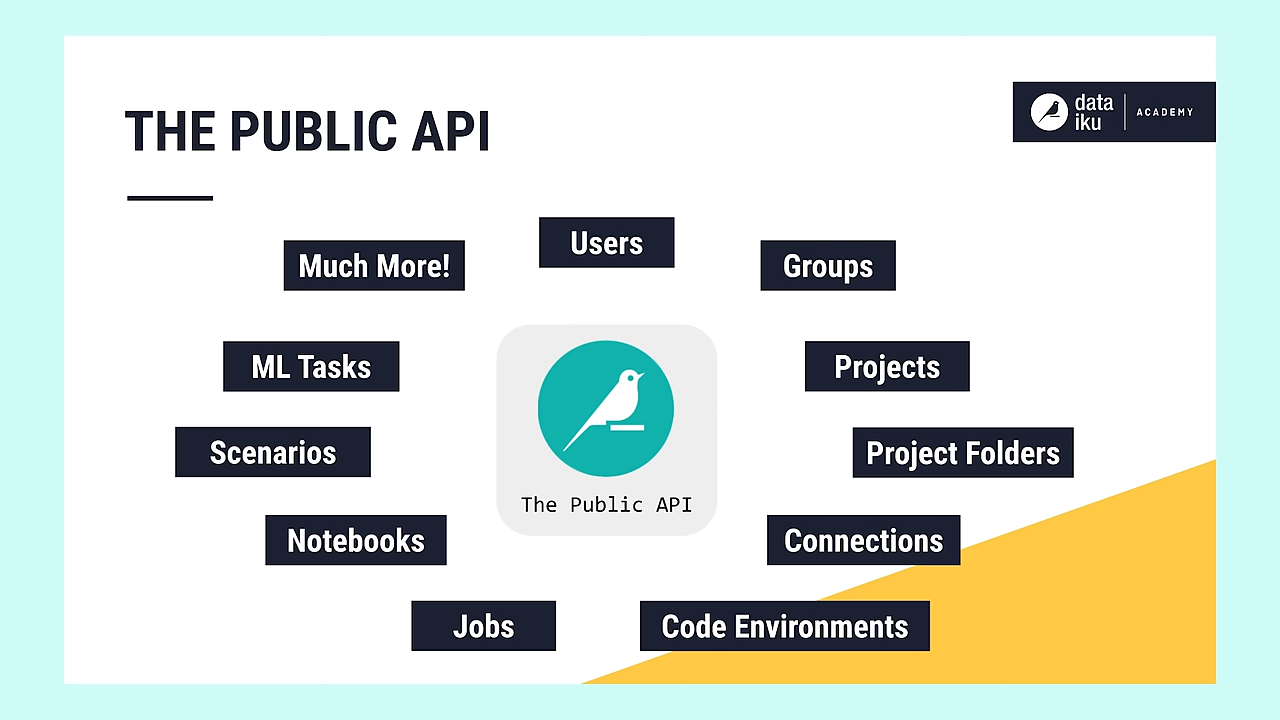 THE PUBLIC API
data
iku
ACADEMY
Users
Much More!
Groups
ML Tasks
Projects
Scenarios
Project Folders
The Public API
Notebooks
Connections
Jobs
Code Environments